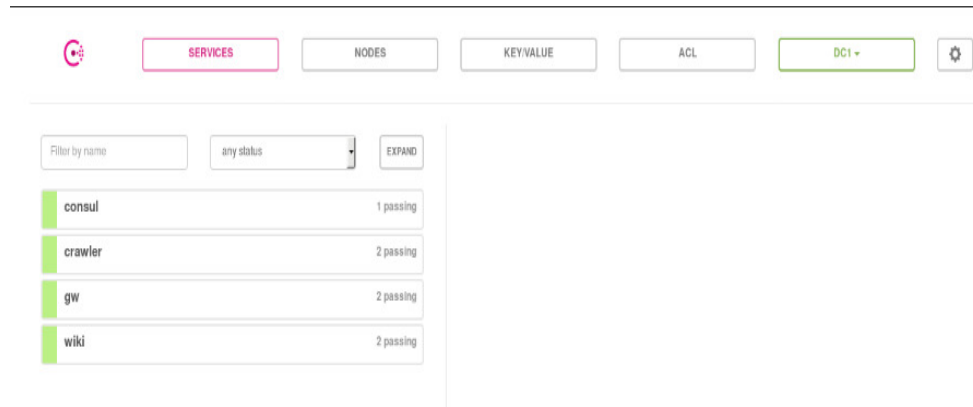 SERVICES NODES KEY/VALUE ACL DC1
Filter by name any status EXPAND
consul 1 passing
crawler 2 passing
gw 2 passing
wiki 2 passing